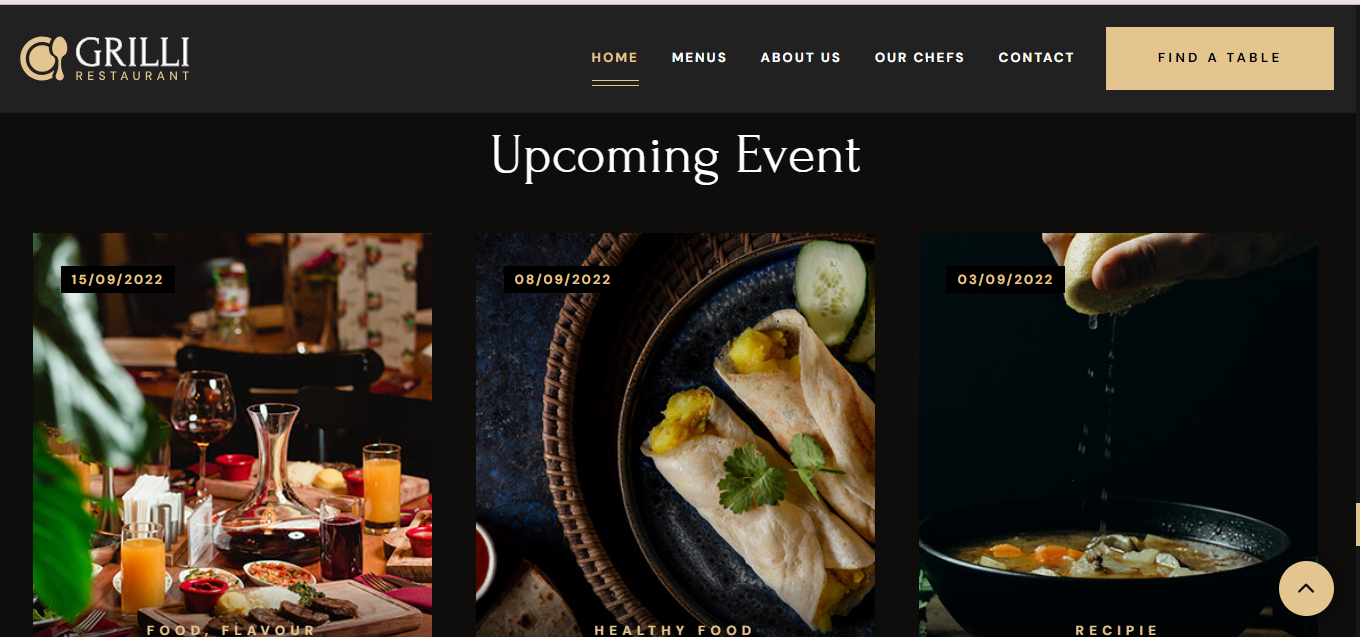 GRILLI
RESTAURANT
HOME MENUS ABOUT US OUR CHEFS CONTACT FIND A TABLE
Upcoming Event
15/09/2022
08/09/2022
03/09/2022
FOOD, FLAVOUR
HEALTHY FOOD
RECIPIE